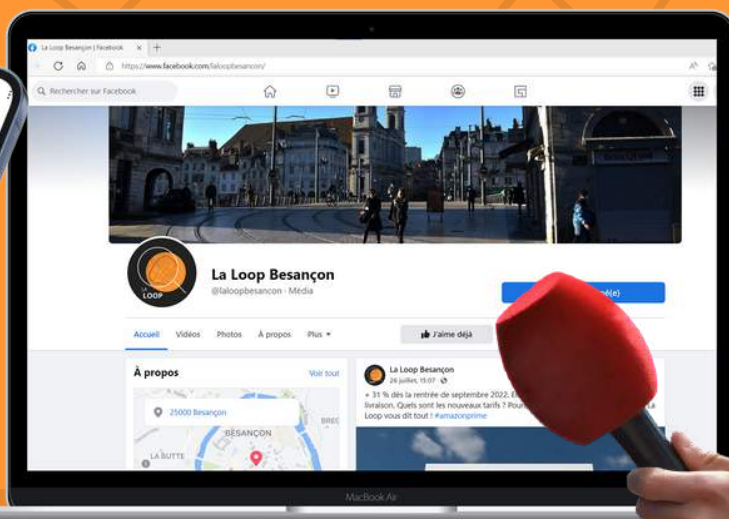 La Loop Besançon | Facebook
https://www.facebook.com/laloopbesancon/
Rechercher sur Facebook
LA
LOOP
La Loop Besançon
@laloopbesancon · Média
né(e)
Accueil Vidéos Photos À propos Plus
J'aime déjà
À propos
Voir tout
25000 Besançon
BESANÇON
BREG
LA BUTTE
La Loop Besançon
26 juillet, 15:07
+ 31 % dès la rentrée de septembre 2022.
livraison. Quels sont les nouveaux tarifs ? La
Loop vous dit tout ! #amazonprime
MacBook Air